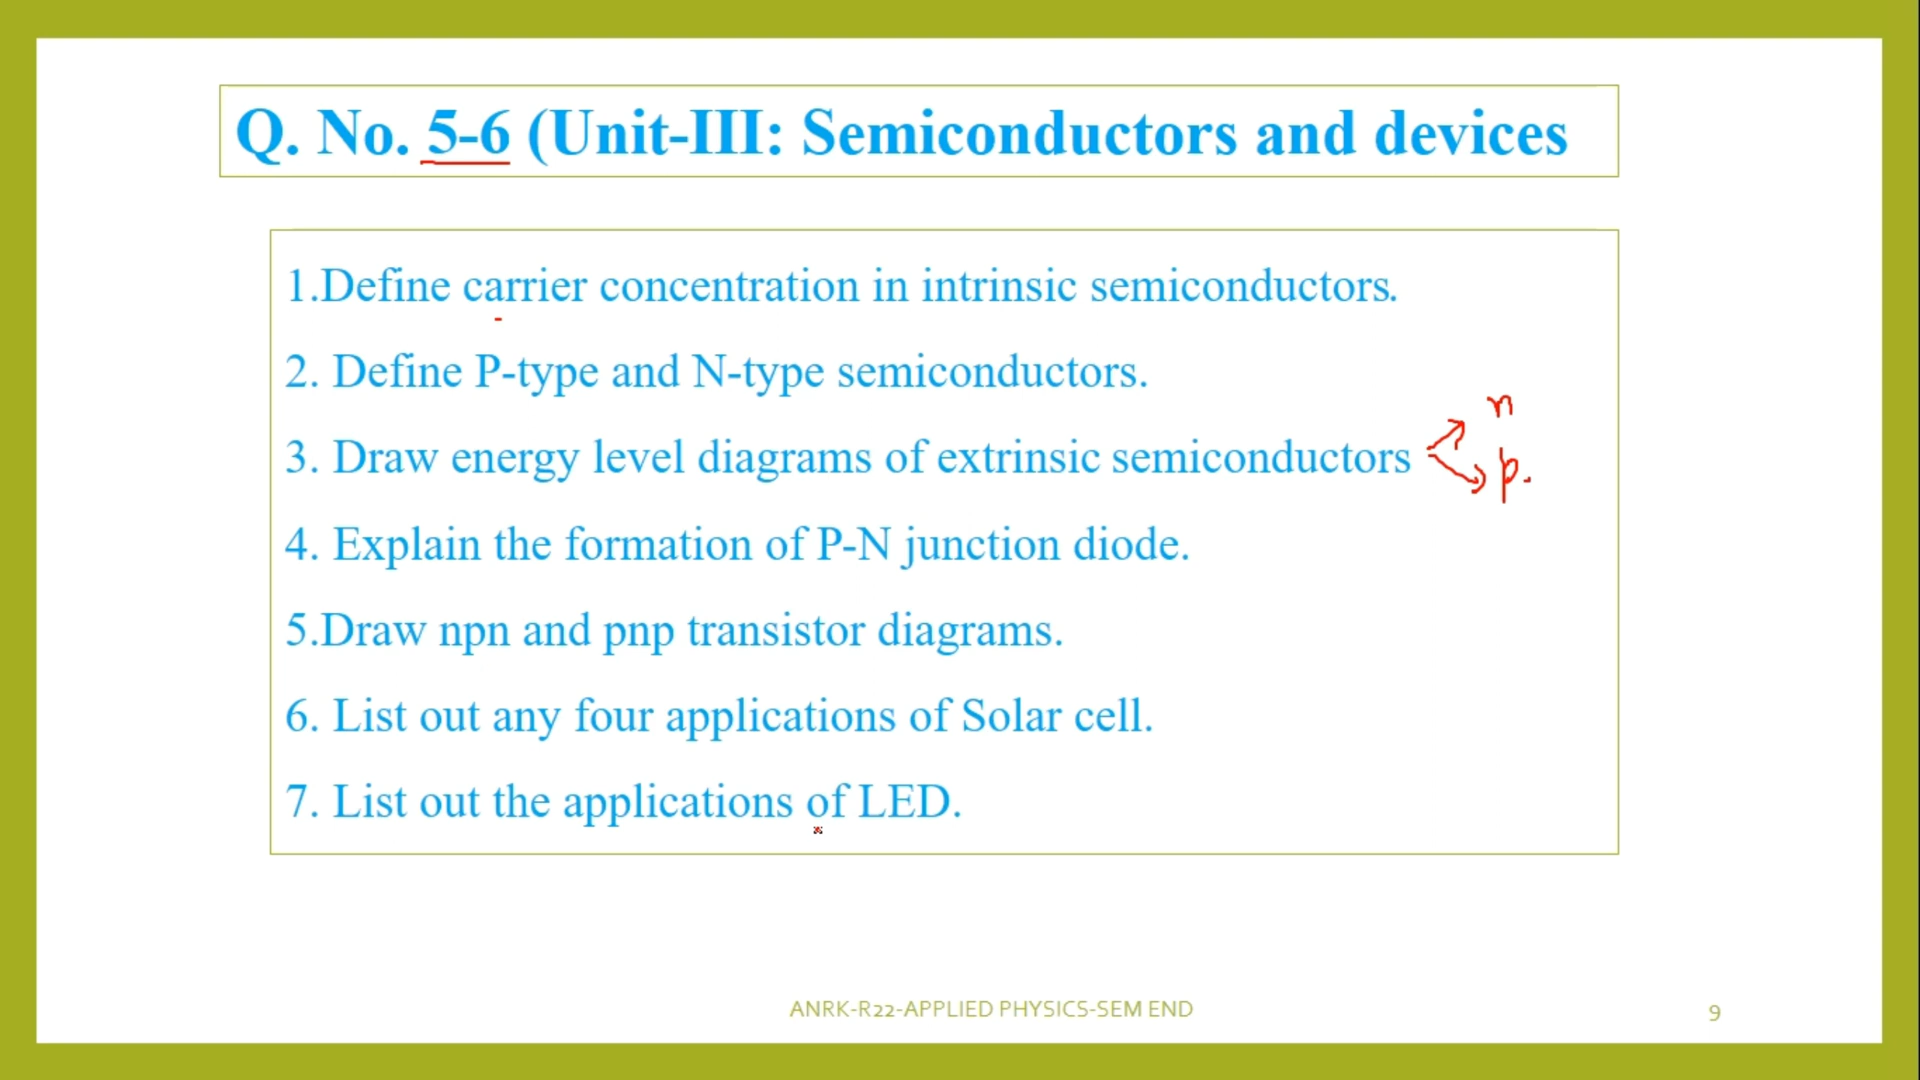 Q. No. 5-6 (Unit-III: Semiconductors and devices
1.Define carrier concentration in intrinsic semiconductors.
2. Define P-type and N-type semiconductors.
n
3. Draw energy level diagrams of extrinsic semiconductors
p.
4. Explain the formation of P-N junction diode.
5.Draw npn and pnp transistor diagrams.
6. List out any four applications of Solar cell.
7. List out the applications of LED.
ANRK-R22-APPLIED PHYSICS-SEM END
9